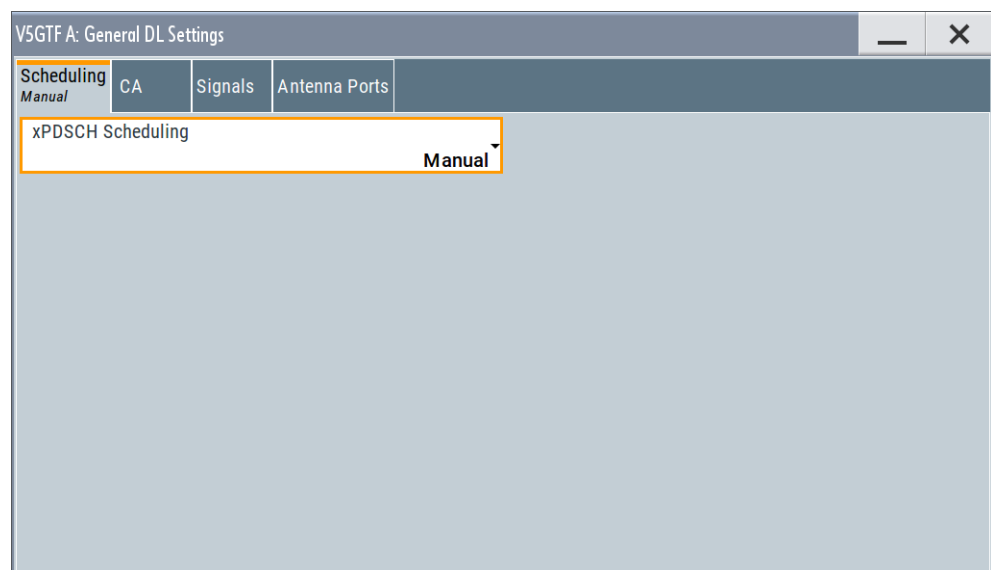 V5GTF A: General DL Settings
Scheduling
Manual
CA
Signals
Antenna Ports
xPDSCH Scheduling
Manual